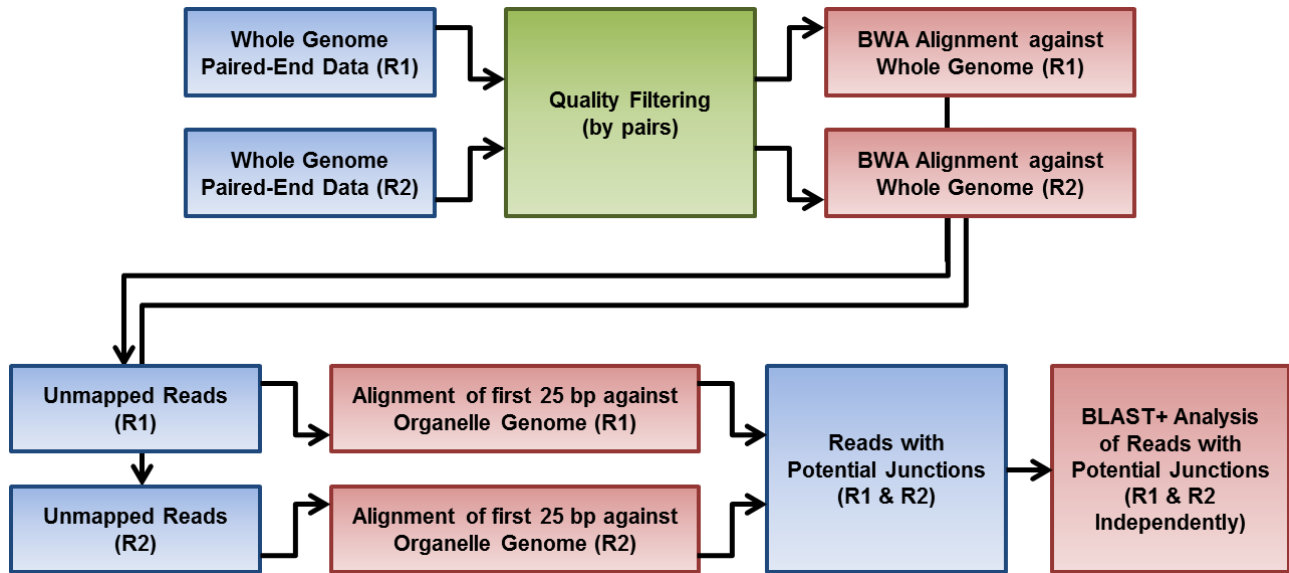 Whole Genome
Paired-End Data (R1)
Quality Filtering
(by pairs)
BWA Alignment against
Whole Genome (R1)
Whole Genome
Paired-End Data (R2)
BWA Alignment against
Whole Genome (R2)
Unmapped Reads
(R1)
Alignment of first 25 bp against
Organelle Genome (R1)
Unmapped Reads
(R2)
Alignment of first 25 bp against
Organelle Genome (R2)
Reads with
Potential Junctions
(R1 & R2)
BLAST+ Analysis
of Reads with
Potential Junctions
(R1 & R2
Independently)